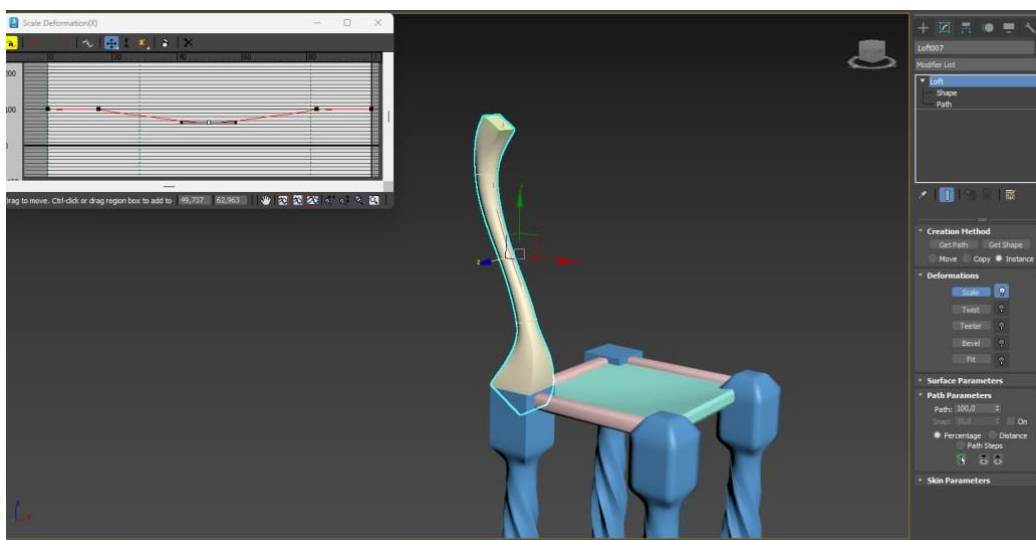 Scale Deformation(X)
Loft007
Modifier List
Loft
Shape
Path
Drag to move. Ctrl-click or drag region box to add to
49,737
62,963
Creation Method
Get Path Get Shape
Move Copy Instance
Deformations
Scale
Twist
Teeter
Bevel
Fit
Surface Parameters
Path Parameters
Path: 100,0
On
Percentage Distance
Path Steps
Skin Parameters